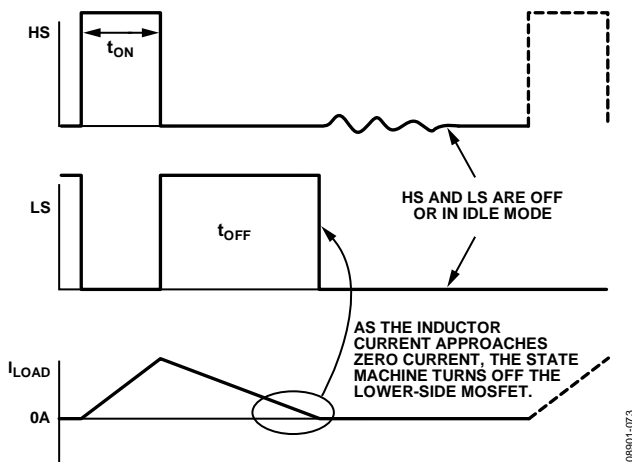 HS
tON
LS
tOFF
HS AND LS ARE OFF
OR IN IDLE MODE
AS THE INDUCTOR
CURRENT APPROACHES
ZERO CURRENT, THE STATE
MACHINE TURNS OFF THE
LOWER-SIDE MOSFET.
ILOAD
0A
08901-073